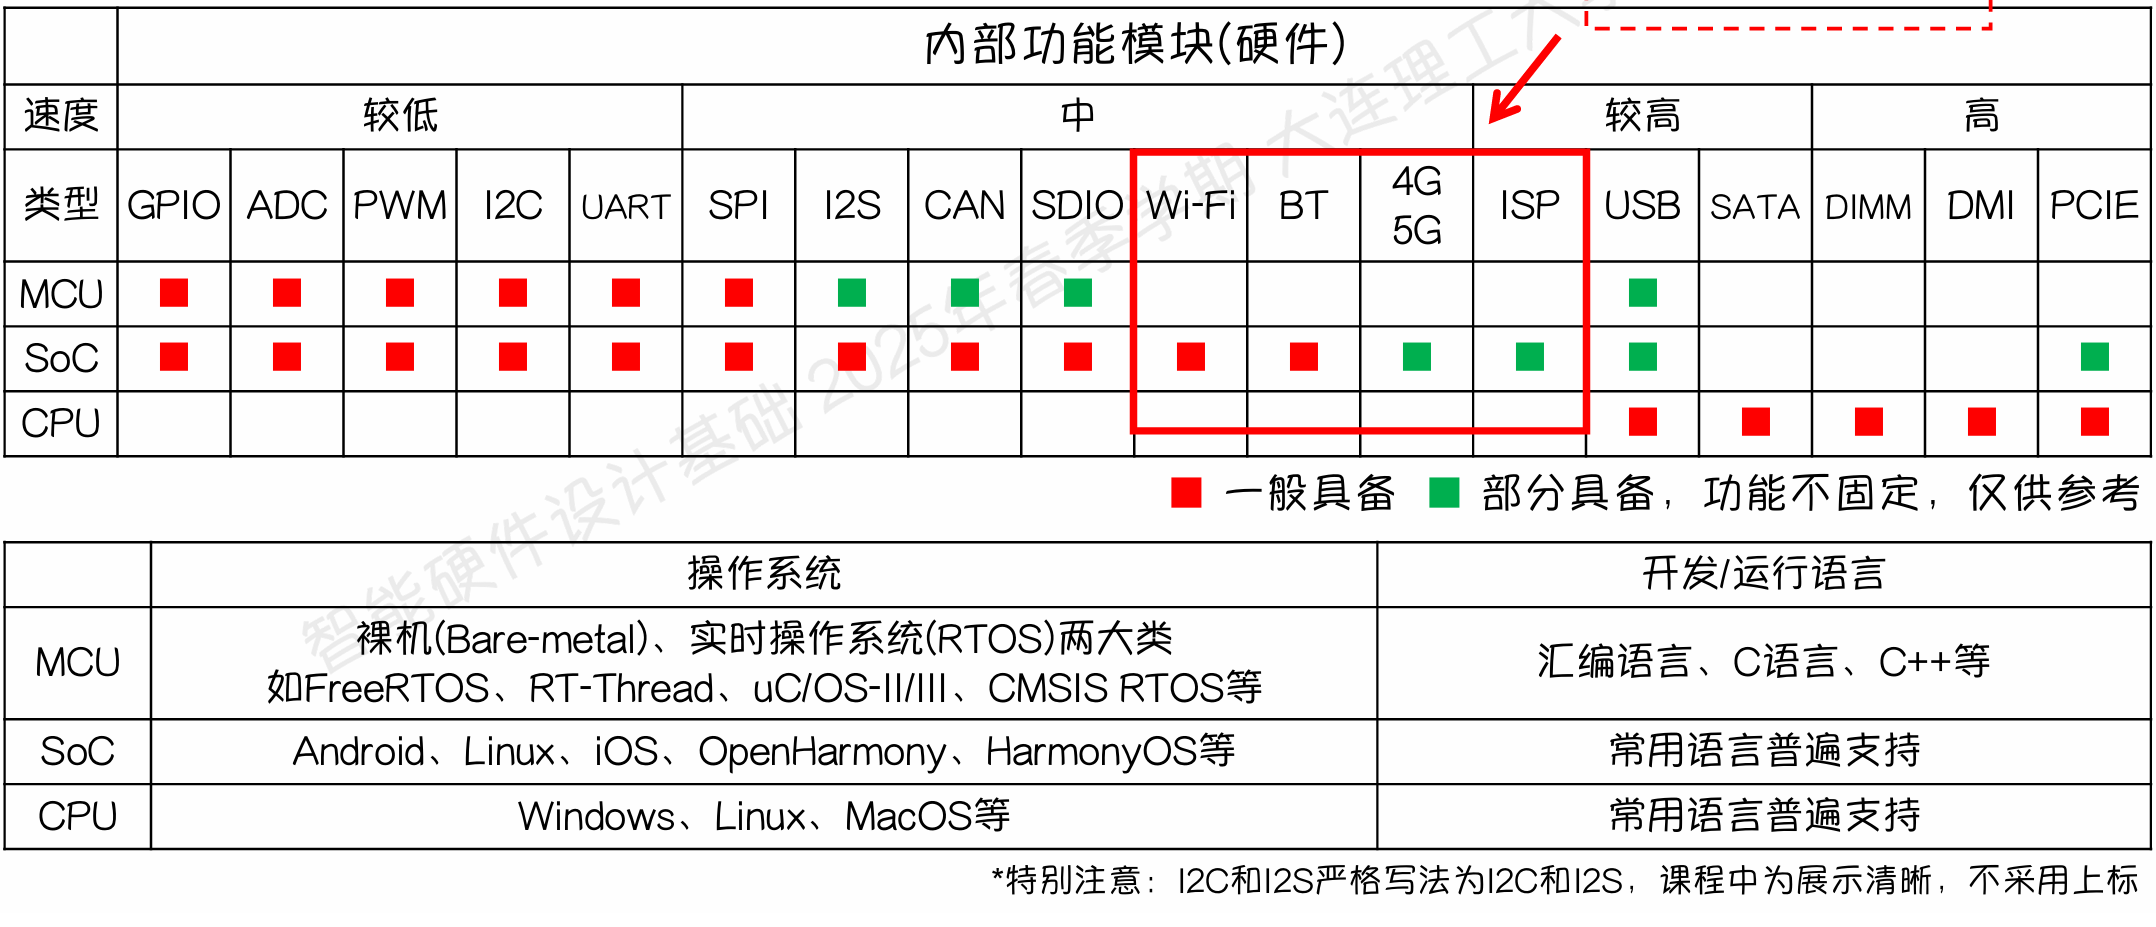 内部功能模块(硬件)
速度 较低 中 较高 高
类型 GPIO ADC PWM I2C UART SPI I2S CAN SDIO Wi-Fi BT 4G 5G ISP USB SATA DIMM DMI PCIE
MCU
SoC
CPU
一般具备 部分具备，功能不固定，仅供参考
操作系统 开发/运行语言
MCU 裸机(Bare-metal)、实时操作系统(RTOS)两大类
如FreeRTOS、RT-Thread、uC/OS-II/III、CMSIS RTOS等 汇编语言、C语言、C++等
SoC Android、Linux、iOS、OpenHarmony、HarmonyOS等 常用语言普遍支持
CPU Windows、Linux、MacOS等 常用语言普遍支持
*特别注意：I2C和I2S严格写法为I2C和I2S，课程中为展示清晰，不采用上标
智能硬件设计基础 2025年春季学期 大连理工大